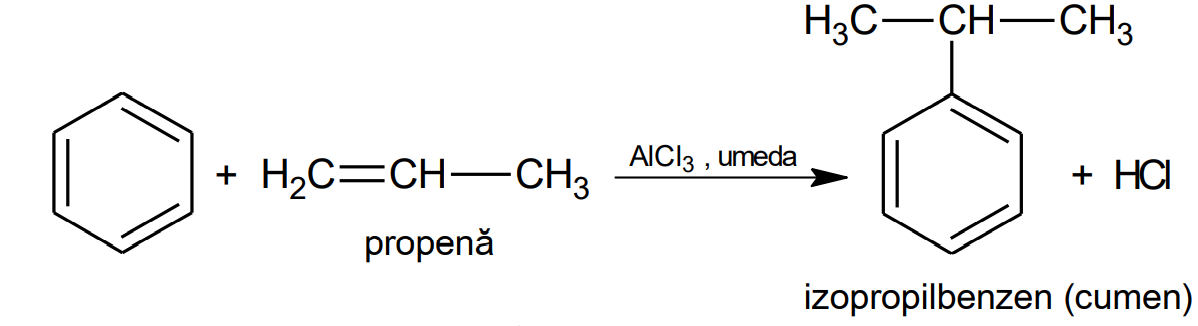 H₃C—CH—CH₃
+ H₂C=CH—CH₃
AlCl₃ , umeda
+ HCl
propenă
izopropilbenzen (cumen)